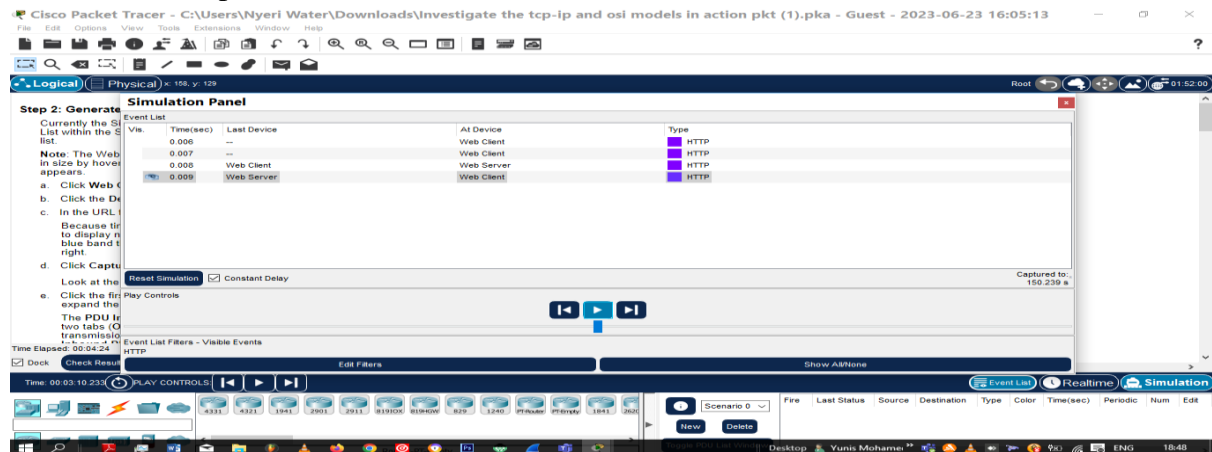 Cisco Packet Tracer - C:\Users\Nyeri Water\Downloads\Investigate the tcp-ip and osi models in action pkt (1).pka - Guest - 2023-06-23 16:05:13
File Edit Options View Tools Extensions Window Help
?
Logical Physical x: 158, y: 129 Root 01:52:00
Simulation Panel
Event List
Vis. Time(sec) Last Device At Device Type
0.006 -- Web Client HTTP
0.007 -- Web Client HTTP
0.008 Web Client Web Server HTTP
0.009 Web Server Web Client HTTP
Reset Simulation Constant Delay Captured to:
150.239 s
Play Controls
Event List Filters - Visible Events
HTTP
Edit Filters Show All/None
Step 2: Generate
Currently the Si
List within the S
list.
Note: The Web
in size by hover
appears.
a. Click Web C
b. Click the De
c. In the URL f
Because tim
to display n
blue band t
right.
d. Click Captu
Look at the
e. Click the firs
expand the
The PDU In
two tabs (O
transmissio
Time Elapsed: 00:04:24
Dock Check Resul
Time: 00:03:10.233 PLAY CONTROLS: Event List Realtime Simulation
4331 4321 1941 2901 2911 819IOX 819HGW 829 1240 PT-Router PT-Empty 1841 2620
Scenario 0 Fire Last Status Source Destination Type Color Time(sec) Periodic Num Edit
New Delete
Toggle PDU List Window
Desktop Yunis Mohamer ENG 18:48